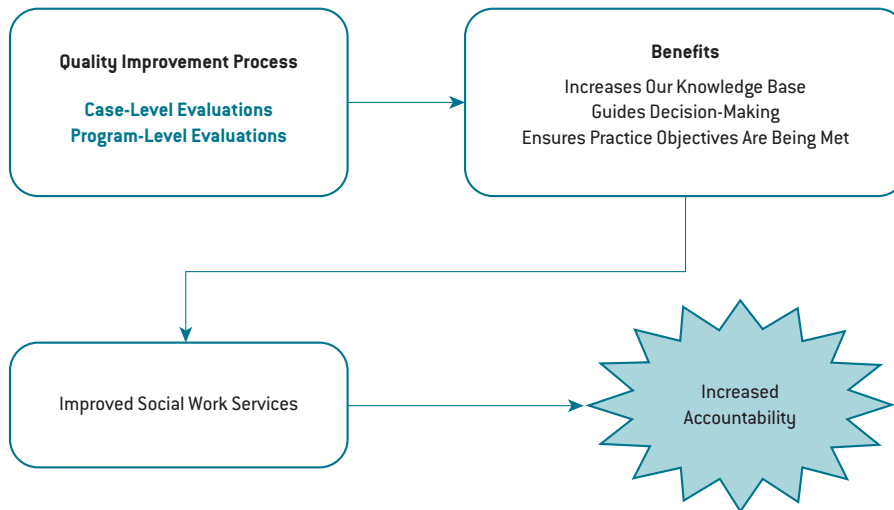 Quality Improvement Process
Case-Level Evaluations
Program-Level Evaluations
Benefits
Increases Our Knowledge Base
Guides Decision-Making
Ensures Practice Objectives Are Being Met
Improved Social Work Services
Increased
Accountability